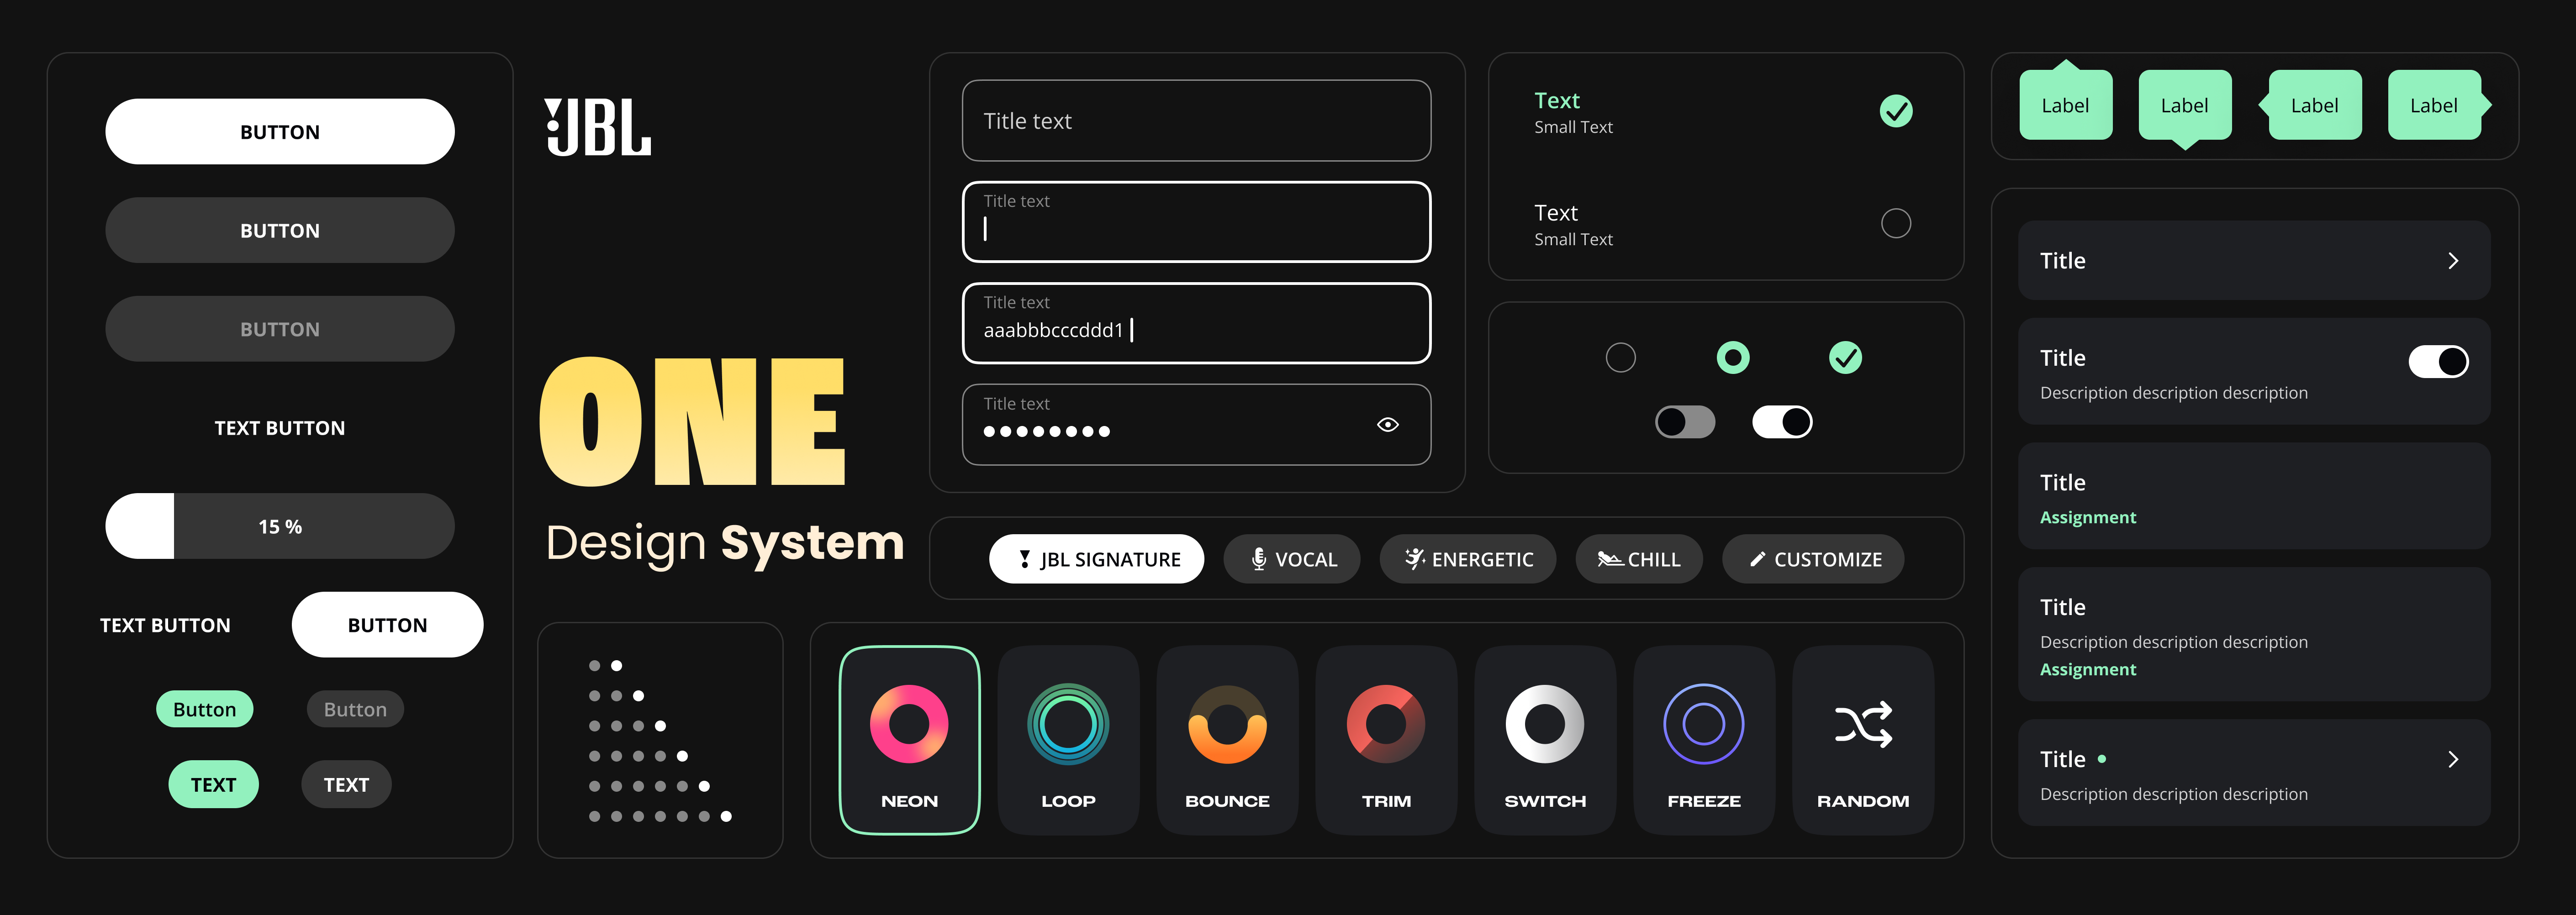 BUTTON
BUTTON
BUTTON
TEXT BUTTON
15 %
TEXT BUTTON
BUTTON
Button
Button
TEXT
TEXT
JBL
ONE
Design System
Title text
Title text
Title text
aaabbbcccddd1
Title text
Text
Small Text
Text
Small Text
JBL SIGNATURE
VOCAL
ENERGETIC
CHILL
CUSTOMIZE
NEON
LOOP
BOUNCE
TRIM
SWITCH
FREEZE
RANDOM
Label
Label
Label
Label
Title
Title
Description description description
Title
Assignment
Title
Description description description
Assignment
Title
Description description description